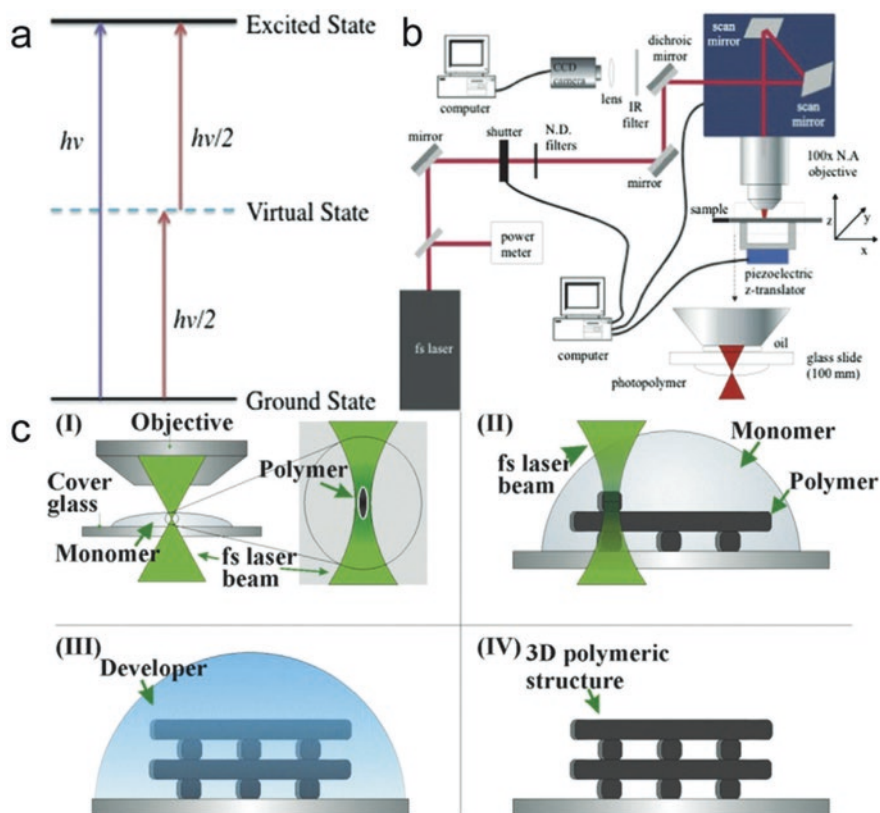 a
Excited State
hν
hν/2
Virtual State
hν/2
Ground State
b
computer
CCD
camera
lens
IR
filter
dichroic
mirror
scan
mirror
scan
mirror
mirror
shutter
N.D.
filters
mirror
100x N.A
objective
power
meter
fs laser
computer
sample
z
y
x
piezoelectric
z-translator
oil
glass slide
(100 mm)
photopolymer
c
(I)
Objective
Cover
glass
Monomer
Polymer
fs laser
beam
(II)
fs laser
beam
Monomer
Polymer
(III)
Developer
(IV)
3D polymeric
structure